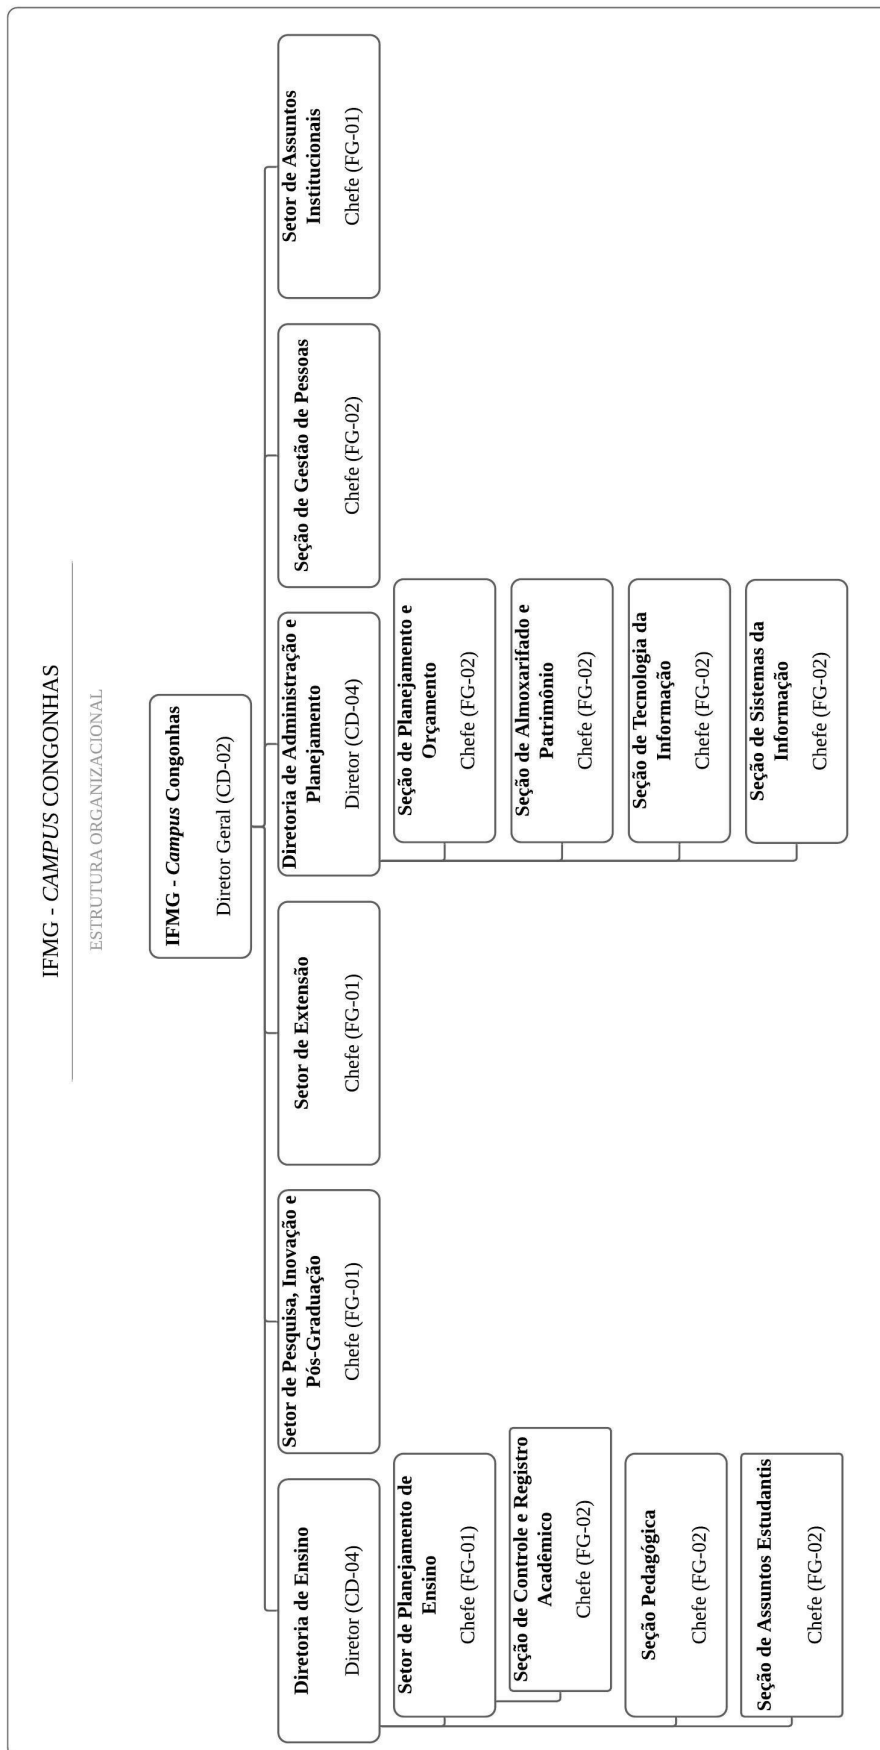 IFMG - CAMPUS CONGONHAS
ESTRUTURA ORGANIZACIONAL
IFMG - Campus Congonhas
Diretor Geral (CD-02)
Diretoria de Ensino
Diretor (CD-04)
Setor de Planejamento de
Ensino
Chefe (FG-01)
Seção de Controle e Registro
Acadêmico
Chefe (FG-02)
Seção Pedagógica
Chefe (FG-02)
Seção de Assuntos Estudantis
Chefe (FG-02)
Setor de Pesquisa, Inovação e
Pós-Graduação
Chefe (FG-01)
Setor de Extensão
Chefe (FG-01)
Diretoria de Administração e
Planejamento
Diretor (CD-04)
Seção de Planejamento e
Orçamento
Chefe (FG-02)
Seção de Almoxarifado e
Patrimônio
Chefe (FG-02)
Seção de Tecnologia da
Informação
Chefe (FG-02)
Seção de Sistemas da
Informação
Chefe (FG-02)
Seção de Gestão de Pessoas
Chefe (FG-02)
Setor de Assuntos
Institucionais
Chefe (FG-01)